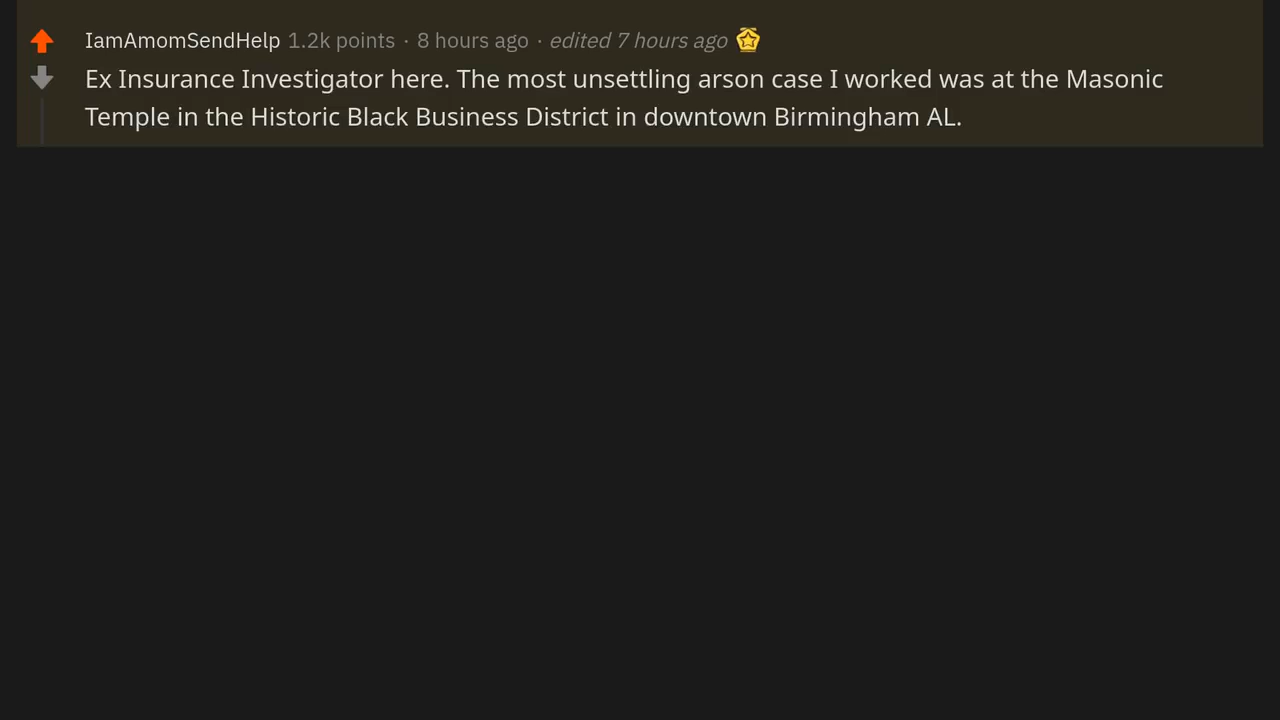 IamAmomSendHelp 1.2k points · 8 hours ago · edited 7 hours ago
Ex Insurance Investigator here. The most unsettling arson case I worked was at the Masonic
Temple in the Historic Black Business District in downtown Birmingham AL.